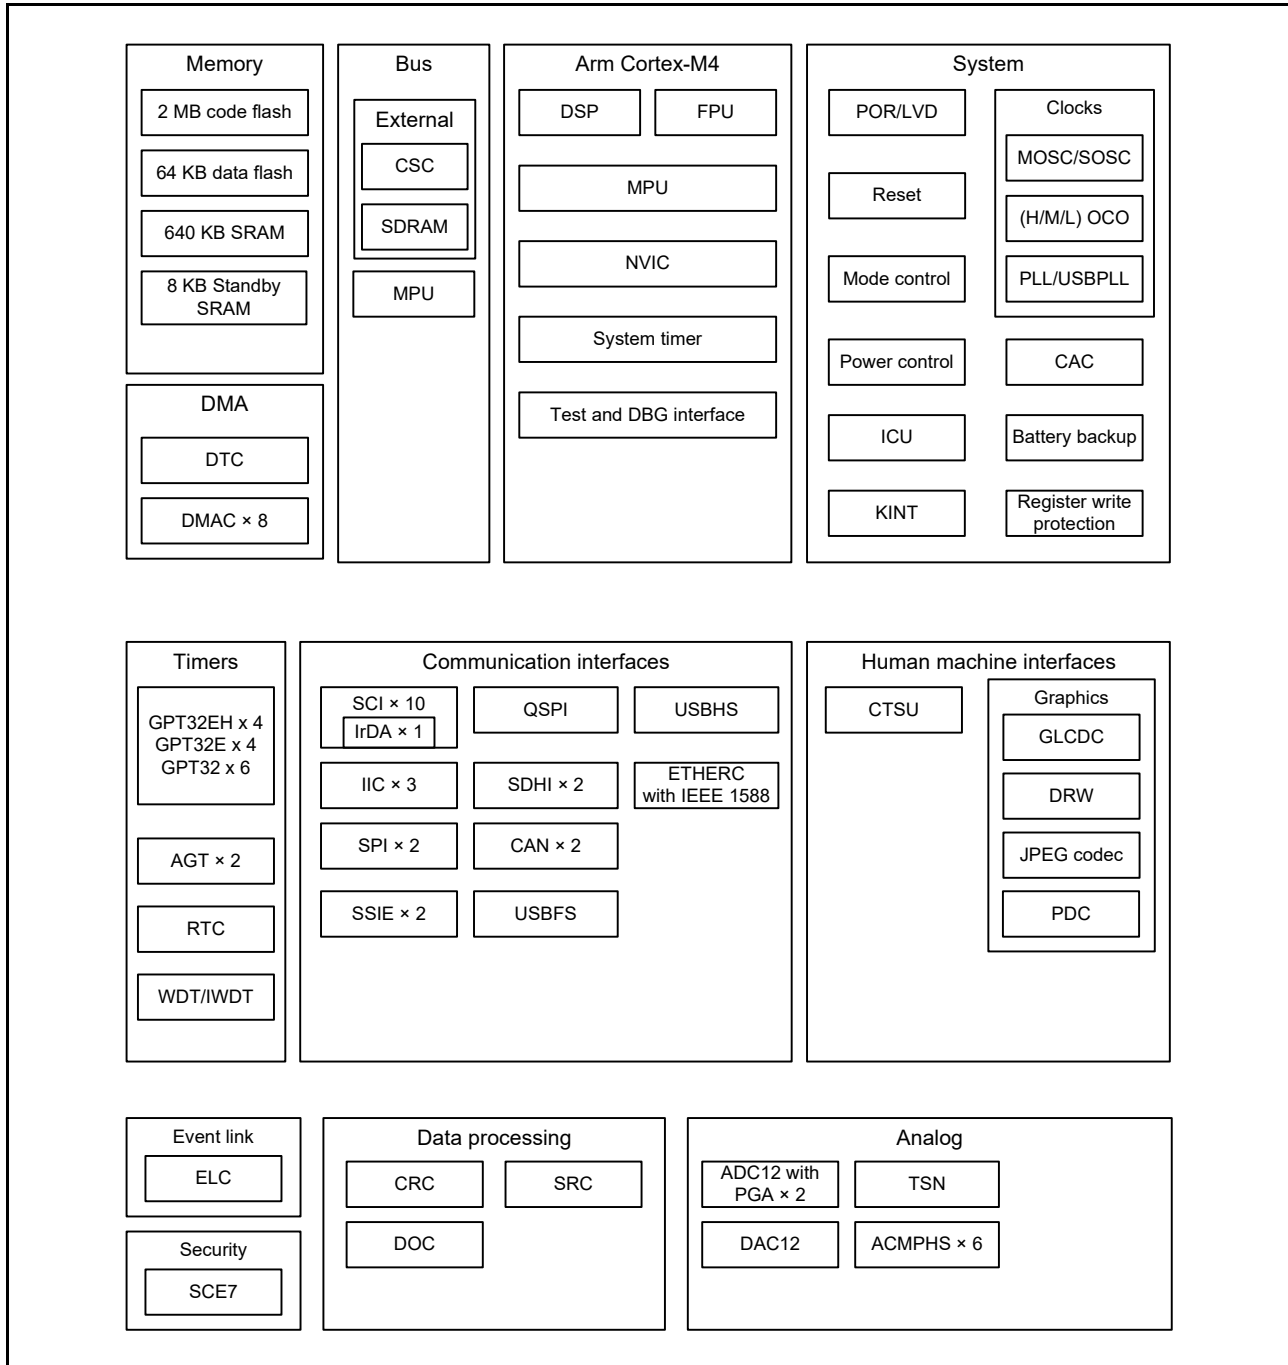 Memory
2 MB code flash
64 KB data flash
640 KB SRAM
8 KB Standby
SRAM
DMA
DTC
DMAC × 8
Bus
External
CSC
SDRAM
MPU
Arm Cortex-M4
DSP
FPU
MPU
NVIC
System timer
Test and DBG interface
System
POR/LVD
Reset
Mode control
Power control
ICU
KINT
Clocks
MOSC/SOSC
(H/M/L) OCO
PLL/USBPLL
CAC
Battery backup
Register write
protection
Timers
GPT32EH x 4
GPT32E x 4
GPT32 x 6
AGT × 2
RTC
WDT/IWDT
Communication interfaces
SCI × 10
IrDA × 1
IIC × 3
SPI × 2
SSIE × 2
QSPI
SDHI × 2
CAN × 2
USBFS
USBHS
ETHERC
with IEEE 1588
Human machine interfaces
CTSU
Graphics
GLCDC
DRW
JPEG codec
PDC
Event link
ELC
Security
SCE7
Data processing
CRC
SRC
DOC
Analog
ADC12 with
PGA × 2
TSN
DAC12
ACMPHS × 6